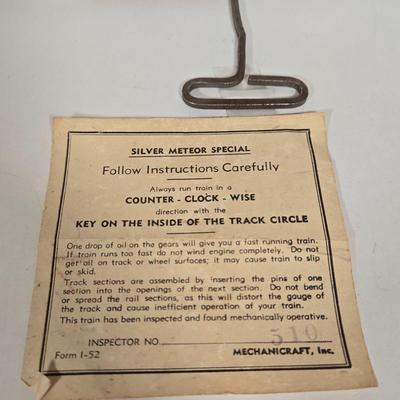 SILVER METEOR SPECIAL
Follow Instructions Carefully
Always run train in a
COUNTER - CLOCK - WISE
direction with the
KEY ON THE INSIDE OF THE TRACK CIRCLE
One drop of oil on the gears will give you a fast running train.
If train runs too fast do not wind engine completely. Do not
get oil on track or wheel surfaces; it may cause train to slip
or skid.
Track sections are assembled by inserting the pins of one
section into the openings of the next section. Do not bend
or spread the rail sections, as this will distort the gauge of
the track and cause inefficient operation of your train.
This train has been inspected and found mechanically operative.
INSPECTOR NO. 510
Form I-52 MECHANICRAFT, Inc.